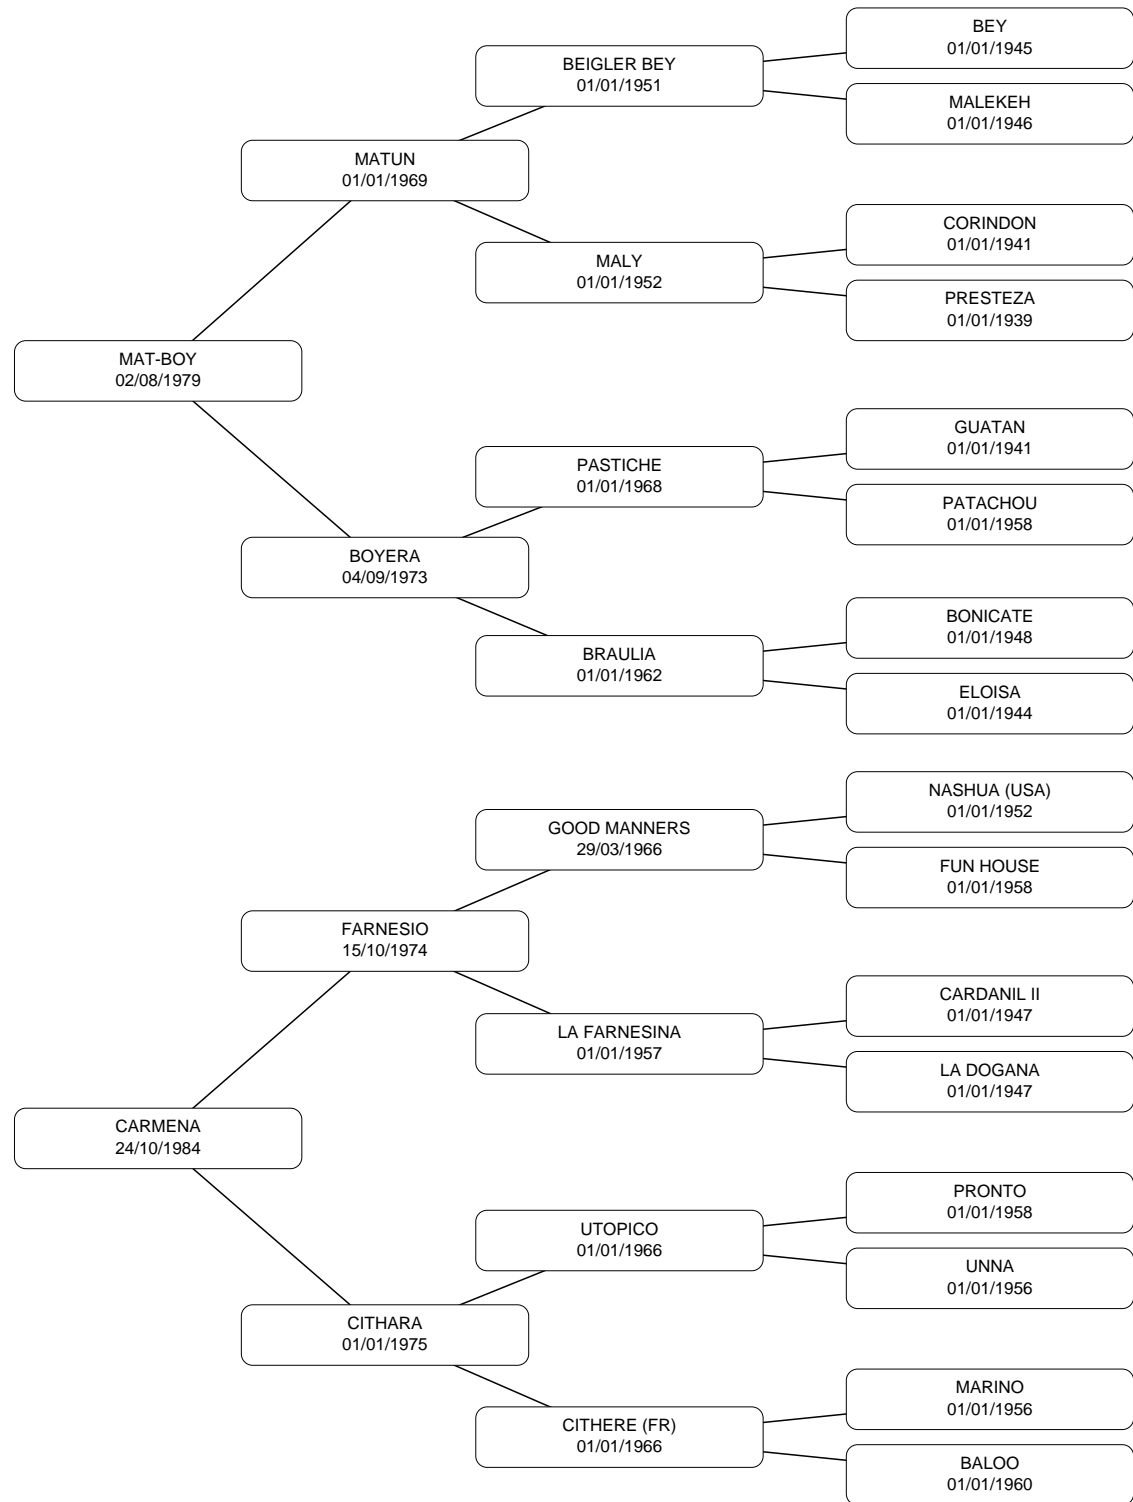 BEY
01/01/1945
BEIGLER BEY
01/01/1951
MALEKEH
01/01/1946
MATUN
01/01/1969
CORINDON
01/01/1941
MALY
01/01/1952
PRESTEZA
01/01/1939
MAT-BOY
02/08/1979
GUATAN
01/01/1941
PASTICHE
01/01/1968
PATACHOU
01/01/1958
BOYERA
04/09/1973
BONICATE
01/01/1948
BRAULIA
01/01/1962
ELOISA
01/01/1944
NASHUA (USA)
01/01/1952
GOOD MANNERS
29/03/1966
FUN HOUSE
01/01/1958
FARNESIO
15/10/1974
CARDANIL II
01/01/1947
LA FARNESINA
01/01/1957
LA DOGANA
01/01/1947
CARMENA
24/10/1984
PRONTO
01/01/1958
UTOPICO
01/01/1966
UNNA
01/01/1956
CITHARA
01/01/1975
MARINO
01/01/1956
CITHERE (FR)
01/01/1966
BALOO
01/01/1960